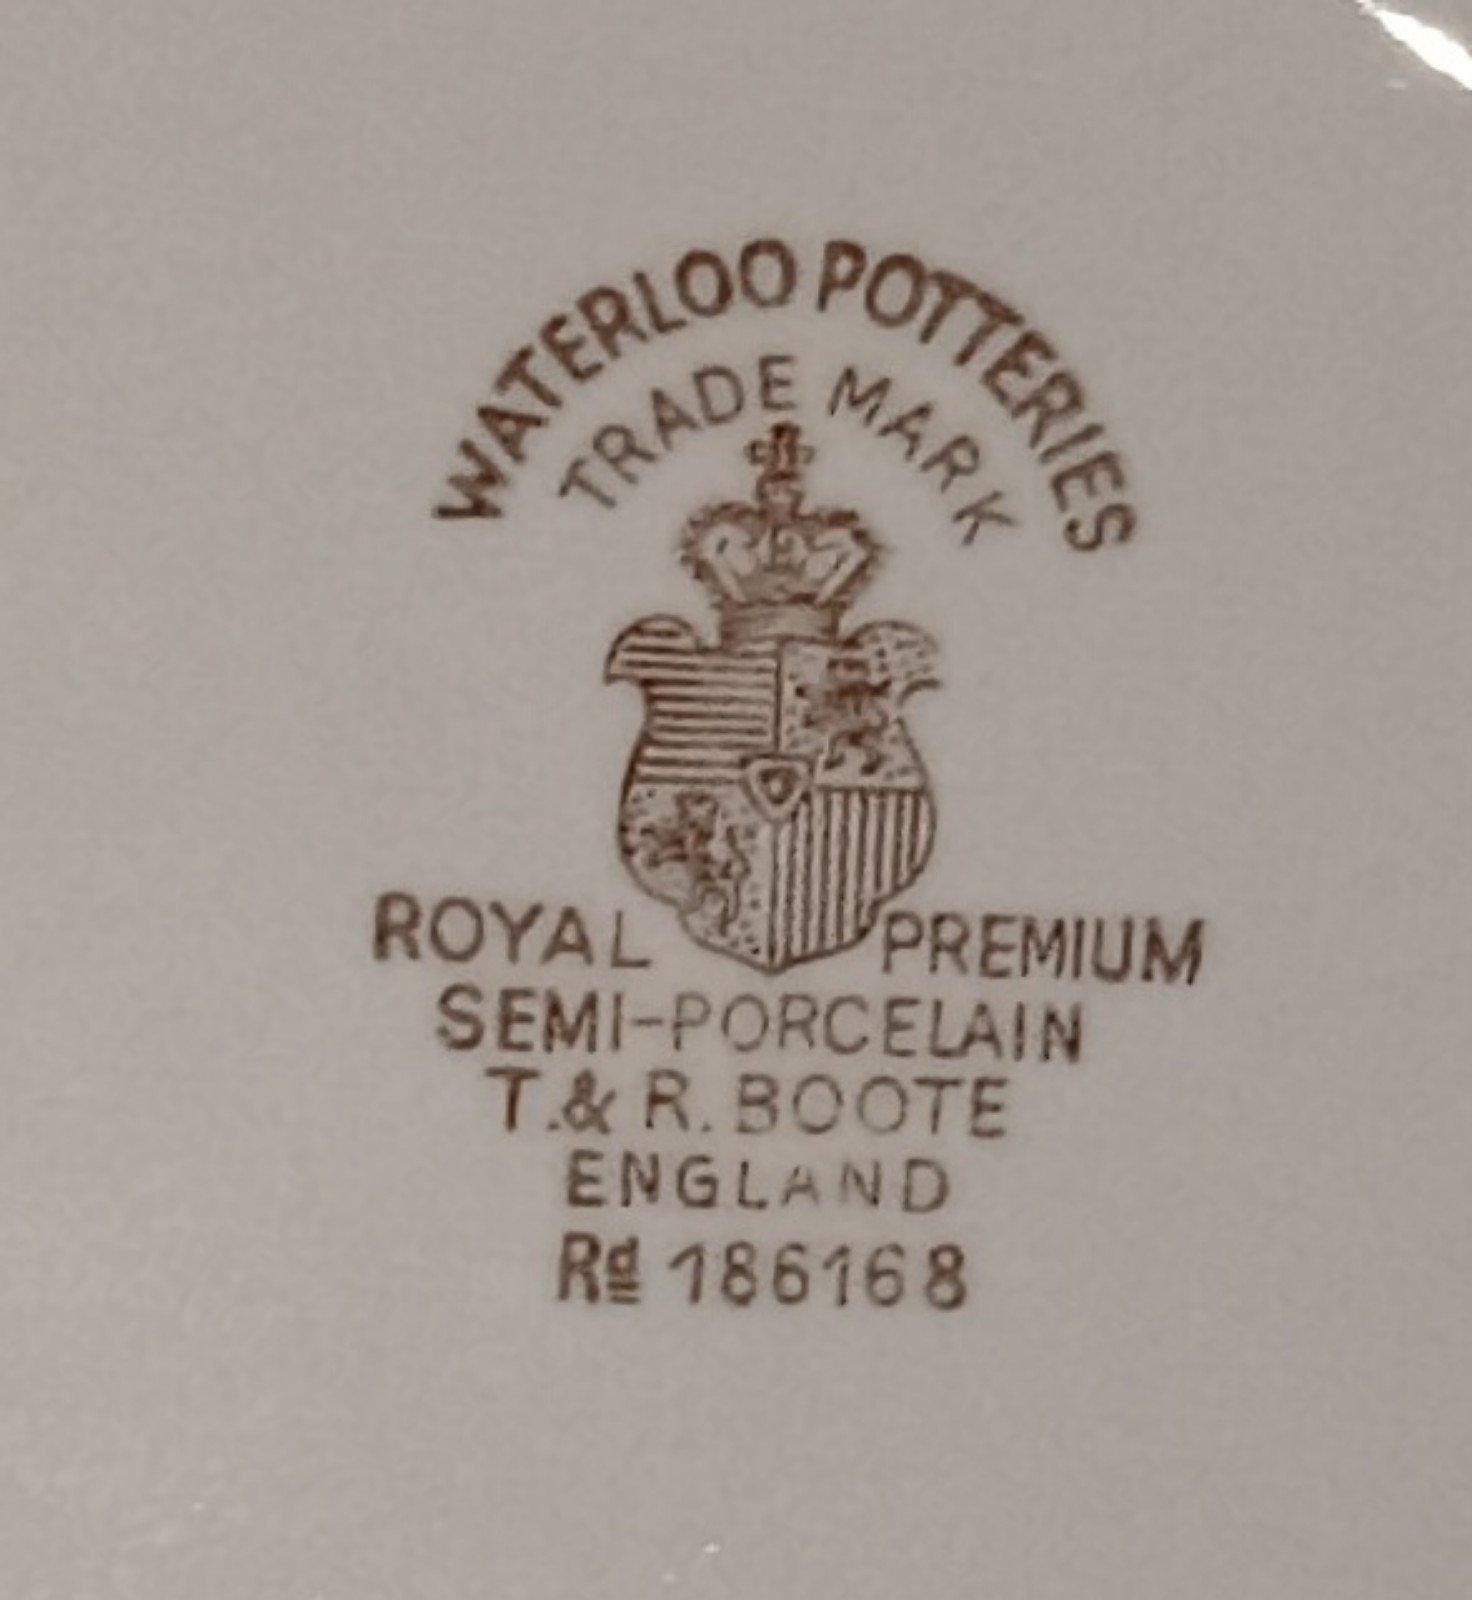 WATERLOO POTTERIES
TRADE MARK
ROYAL PREMIUM
SEMI-PORCELAIN
T. & R. BOOTE
ENGLAND
Rd 186168